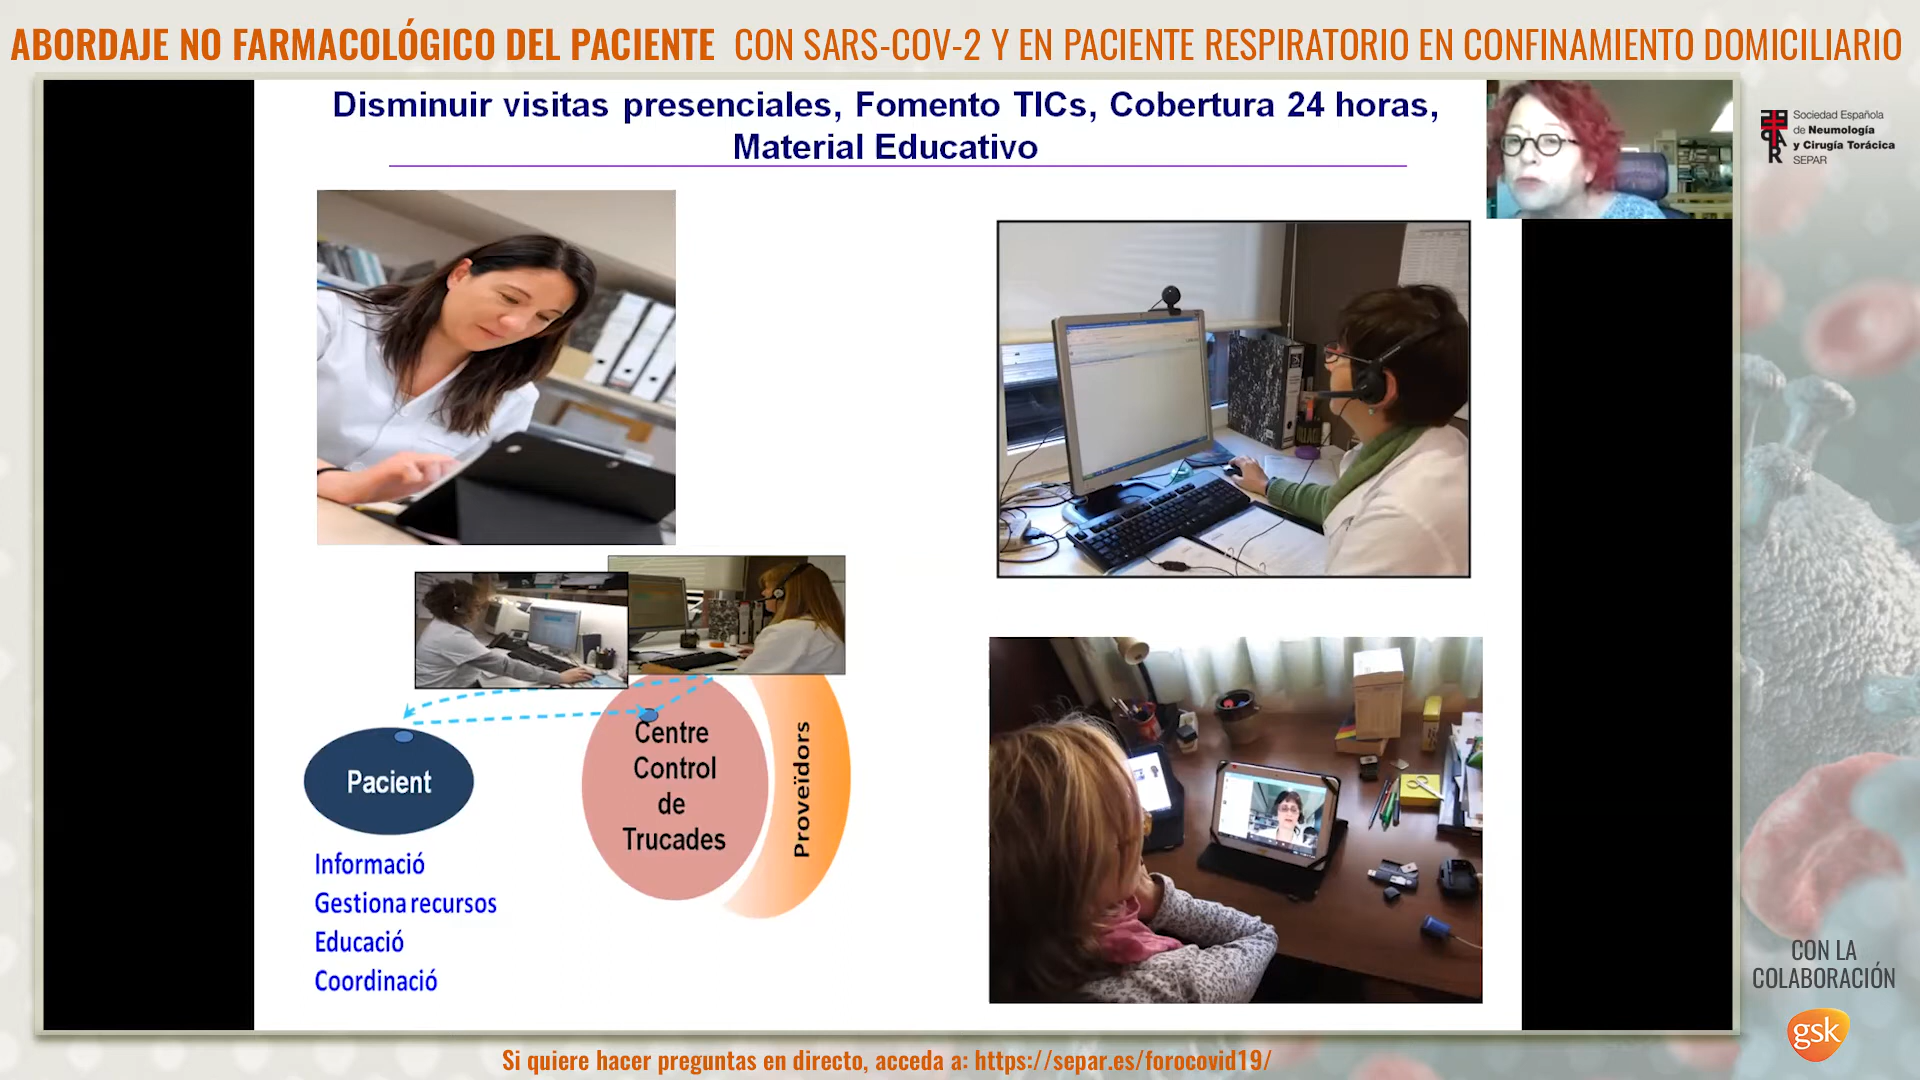 ABORDAJE NO FARMACOLÓGICO DEL PACIENTE CON SARS-COV-2 Y EN PACIENTE RESPIRATORIO EN CONFINAMIENTO DOMICILIARIO
Disminuir visitas presenciales, Fomento TICs, Cobertura 24 horas,
Material Educativo
Sociedad Española
de Neumología
y Cirugía Torácica
SEPAR
Centre
Control
de
Trucades
Proveïdors
Pacient
Informació
Gestiona recursos
Educació
Coordinació
CON LA
COLABORACIÓN
gsk
Si quiere hacer preguntas en directo, acceda a: https://separ.es/forocovid19/